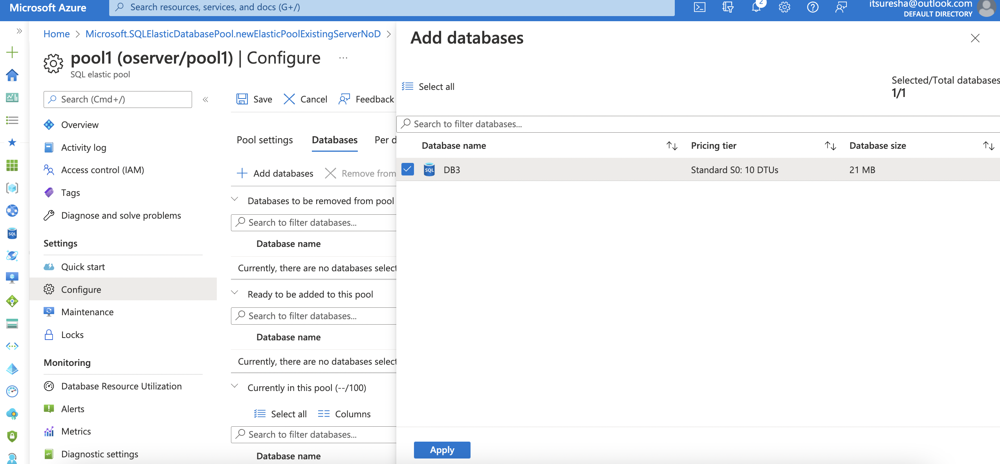 Microsoft Azure
Search resources, services, and docs (G+/)
2
itsuresha@outlook.com
DEFAULT DIRECTORY
Home > Microsoft.SQLElasticDatabasePool.newElasticPoolExistingServerNoD >
pool1 (oserver/pool1) | Configure ...
SQL elastic pool
Search (Cmd+/)
Overview
Activity log
Access control (IAM)
Tags
Diagnose and solve problems
Settings
Quick start
Configure
Maintenance
Locks
Monitoring
Database Resource Utilization
Alerts
Metrics
Diagnostic settings
Save
Cancel
Feedback
Pool settings
Databases
Per d
Add databases
Remove from
Databases to be removed from pool
Search to filter databases...
Database name
Currently, there are no databases select
Ready to be added to this pool
Search to filter databases...
Database name
Currently, there are no databases select
Currently in this pool (--/100)
Select all
Columns
Search to filter databases...
Database name
Add databases
Select all
Selected/Total databases
1/1
Search to filter databases...
Database name
Pricing tier
Database size
SQL
DB3
Standard S0: 10 DTUs
21 MB
Apply
SQL